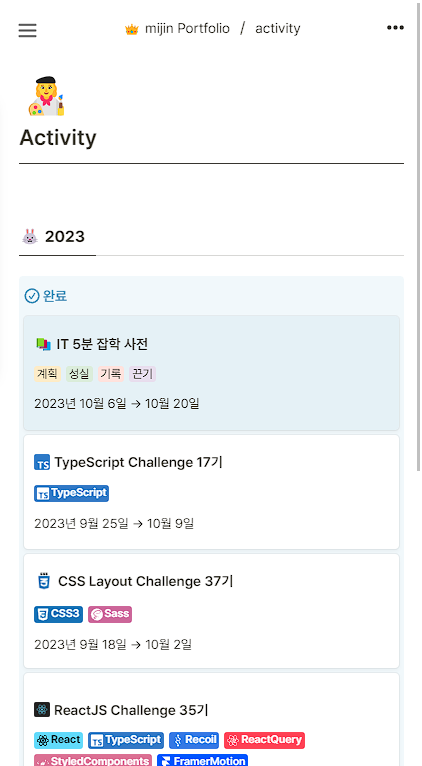 mijin Portfolio / activity
Activity
2023
완료
IT 5분 잡학 사전
계획 성실 기록 끈기
2023년 10월 6일 → 10월 20일
TypeScript Challenge 17기
TS TypeScript
2023년 9월 25일 → 10월 9일
CSS Layout Challenge 37기
CSS3 Sass
2023년 9월 18일 → 10월 2일
ReactJS Challenge 35기
React TS TypeScript Recoil ReactQuery
StyledComponents FramerMotion